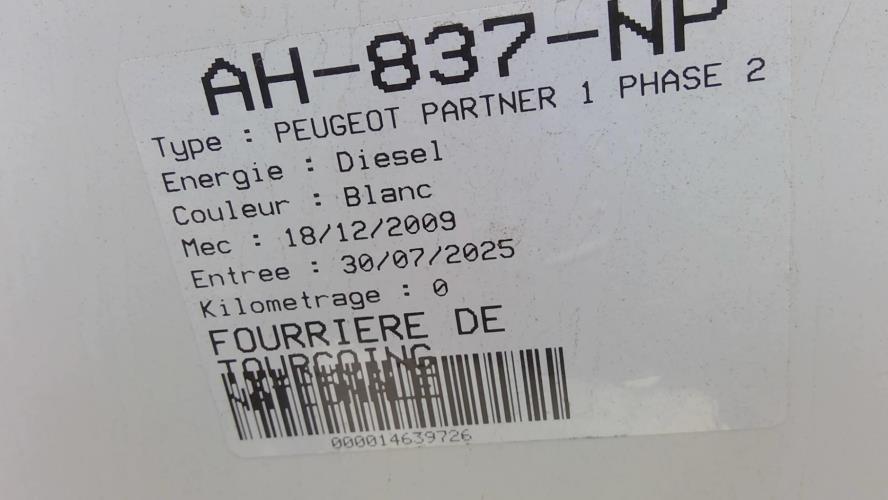 AH-837-NP
Type : PEUGEOT PARTNER 1 PHASE 2
Energie : Diesel
Couleur : Blanc
Mec : 18/12/2009
Entree : 30/07/2025
Kilometrage : 0
FOURRIERE DE
TOURCOING
000014639726